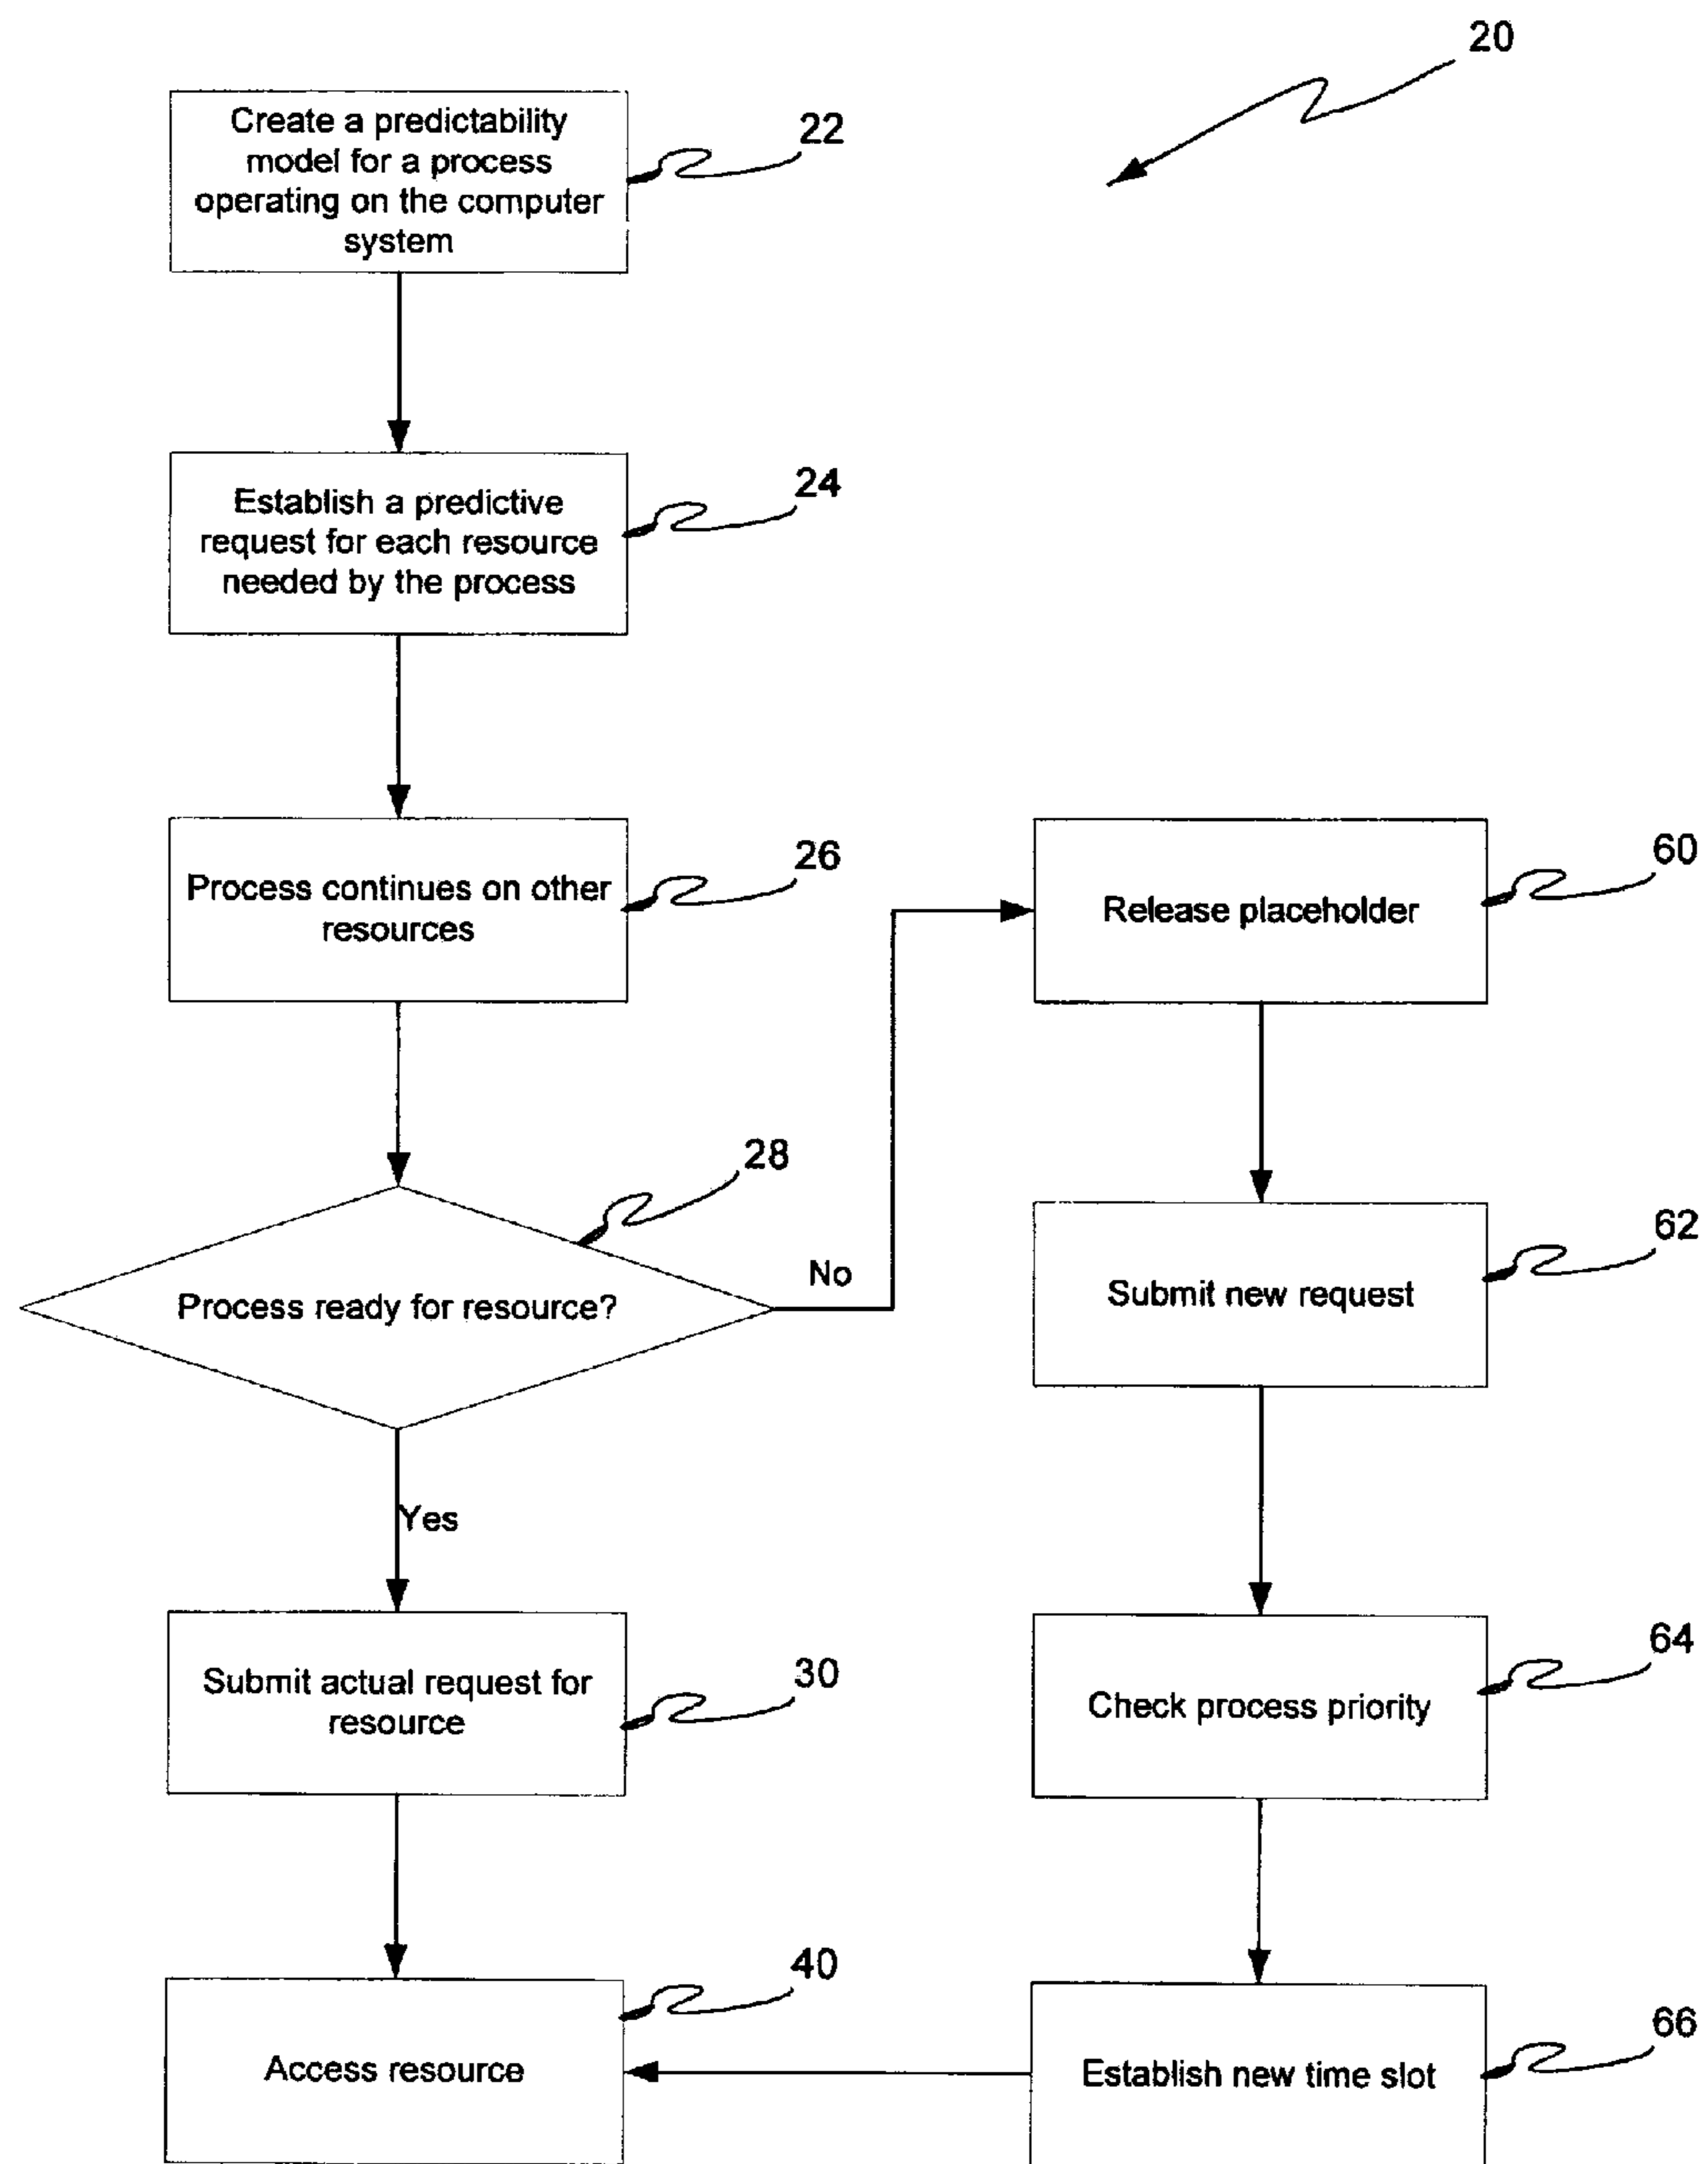 20
Create a predictability
model for a process
operating on the computer
system
22
Establish a predictive
request for each resource
needed by the process
24
Process continues on other
resources
26
Process ready for resource?
28
No
Yes
Submit actual request for
resource
30
Access resource
40
Release placeholder
60
Submit new request
62
Check process priority
64
Establish new time slot
66